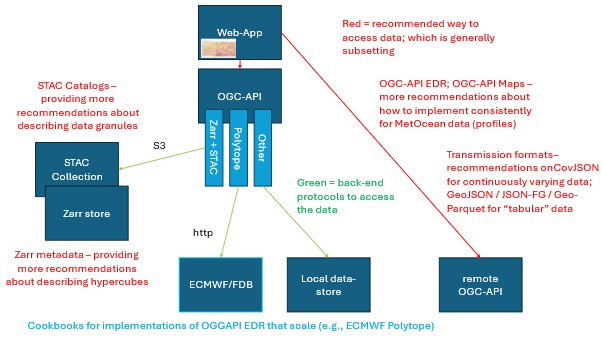 Web-App
Red = recommended way to
access data; which is generally
subsetting
OGC-API
STAC Catalogs –
providing more
recommendations about
describing data granules
OGC-API EDR; OGC-API Maps –
more recommendations about
how to implement consistently
for MetOcean data (profiles)
Zarr + STAC
Polytope
Other
S3
STAC
Collection
Zarr store
Transmission formats–
recommendations onCovJSON
for continuously varying data;
GeoJSON / JSON-FG / Geo-
Parquet for “tabular” data
Green = back-end
protocols to access
the data
http
Zarr metadata – providing
more recommendations
about describing hypercubes
ECMWF/FDB
Local data-
store
remote
OGC-API
Cookbooks for implementations of OGCAPI EDR that scale (e.g., ECMWF Polytope)